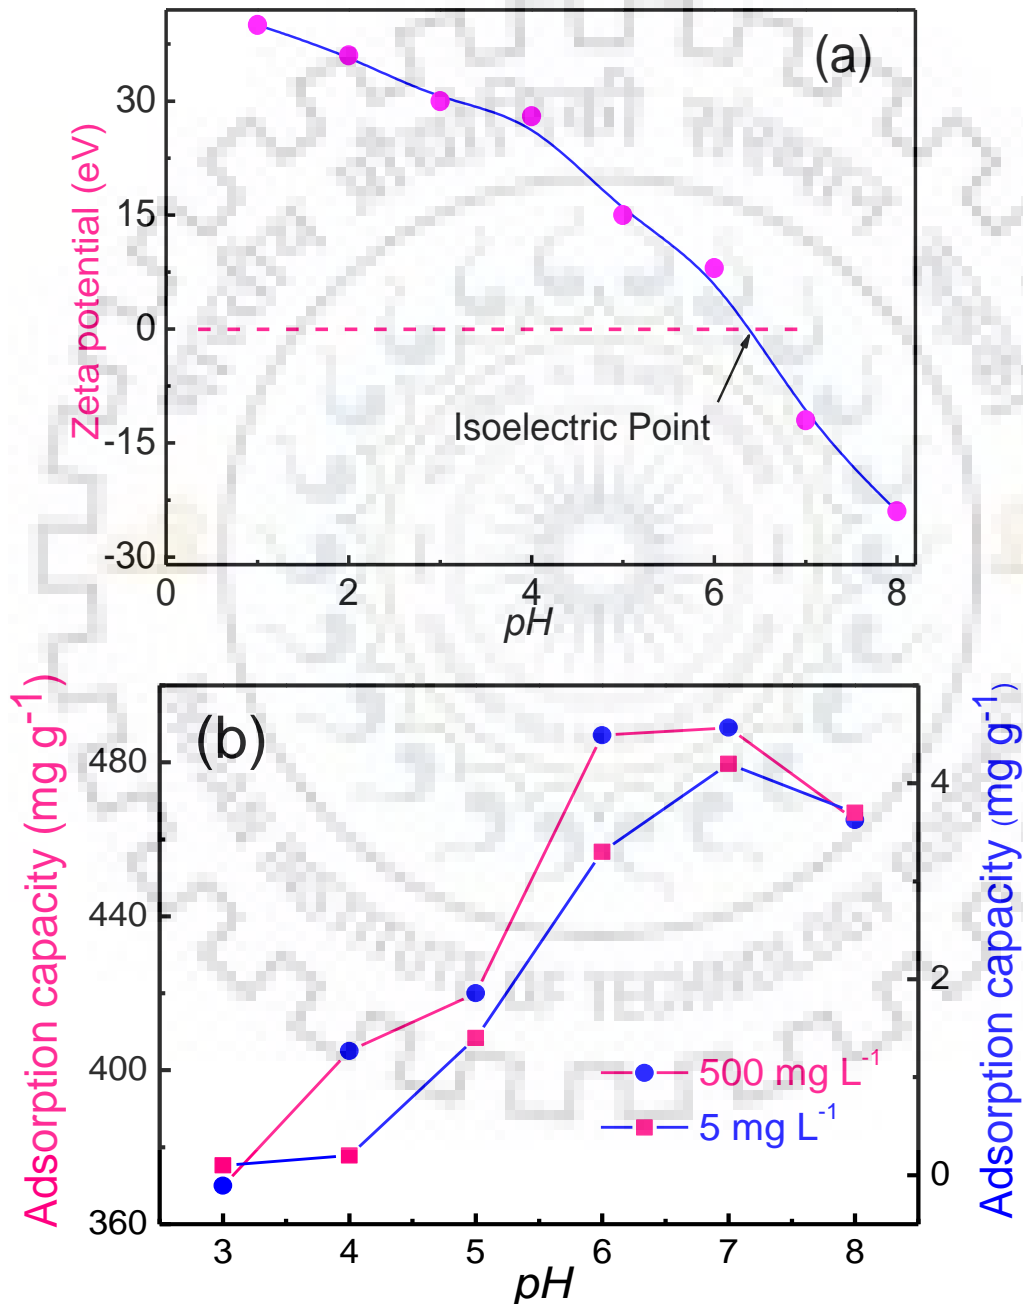 (a)
Zeta potential (eV)
30
15
0
-15
-30
Isoelectric Point
0 2 4 6 8
pH
(b)
Adsorption capacity (mg g⁻¹)
480
440
400
360
Adsorption capacity (mg g⁻¹)
4
2
0
500 mg L⁻¹
5 mg L⁻¹
3 4 5 6 7 8
pH